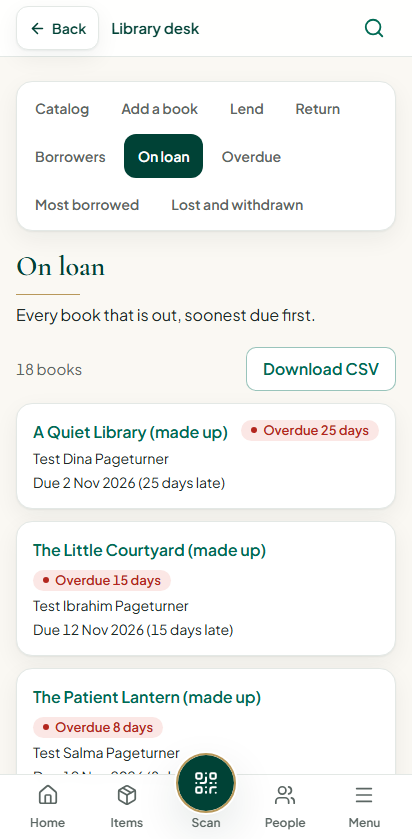 Back Library desk
Catalog Add a book Lend Return
Borrowers On loan Overdue
Most borrowed Lost and withdrawn
On loan
Every book that is out, soonest due first.
18 books Download CSV
A Quiet Library (made up) Overdue 25 days
Test Dina Pageturner
Due 2 Nov 2026 (25 days late)
The Little Courtyard (made up)
Overdue 15 days
Test Ibrahim Pageturner
Due 12 Nov 2026 (15 days late)
The Patient Lantern (made up)
Overdue 8 days
Test Salma Pageturner
Home Items Scan People Menu